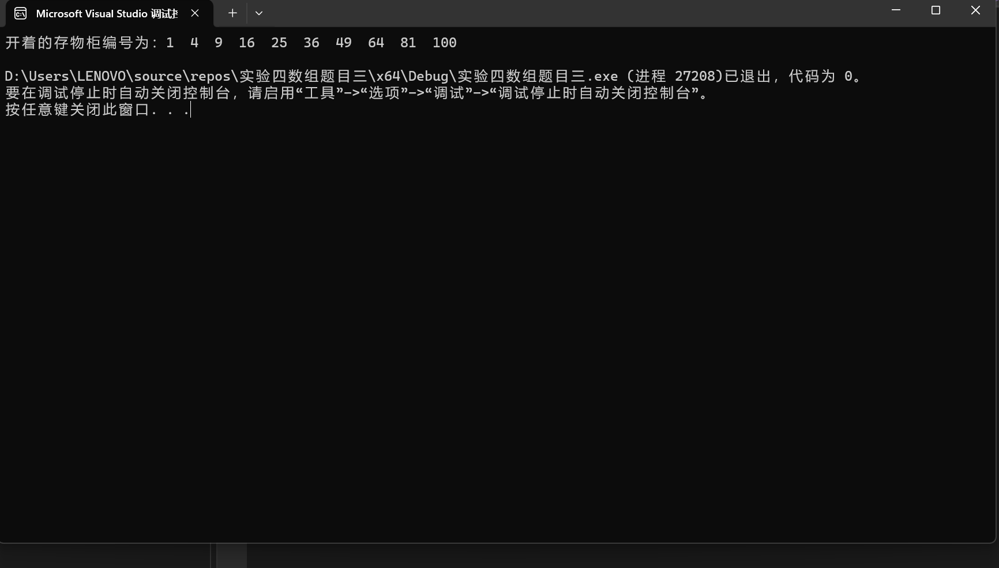 Microsoft Visual Studio 调试
开着的存物柜编号为：1  4  9  16  25  36  49  64  81  100
D:\Users\LENOVO\source\repos\实验四数组题目三\x64\Debug\实验四数组题目三.exe (进程 27208)已退出，代码为 0。
要在调试停止时自动关闭控制台，请启用“工具”->“选项”->“调试”->“调试停止时自动关闭控制台”。
按任意键关闭此窗口. . .